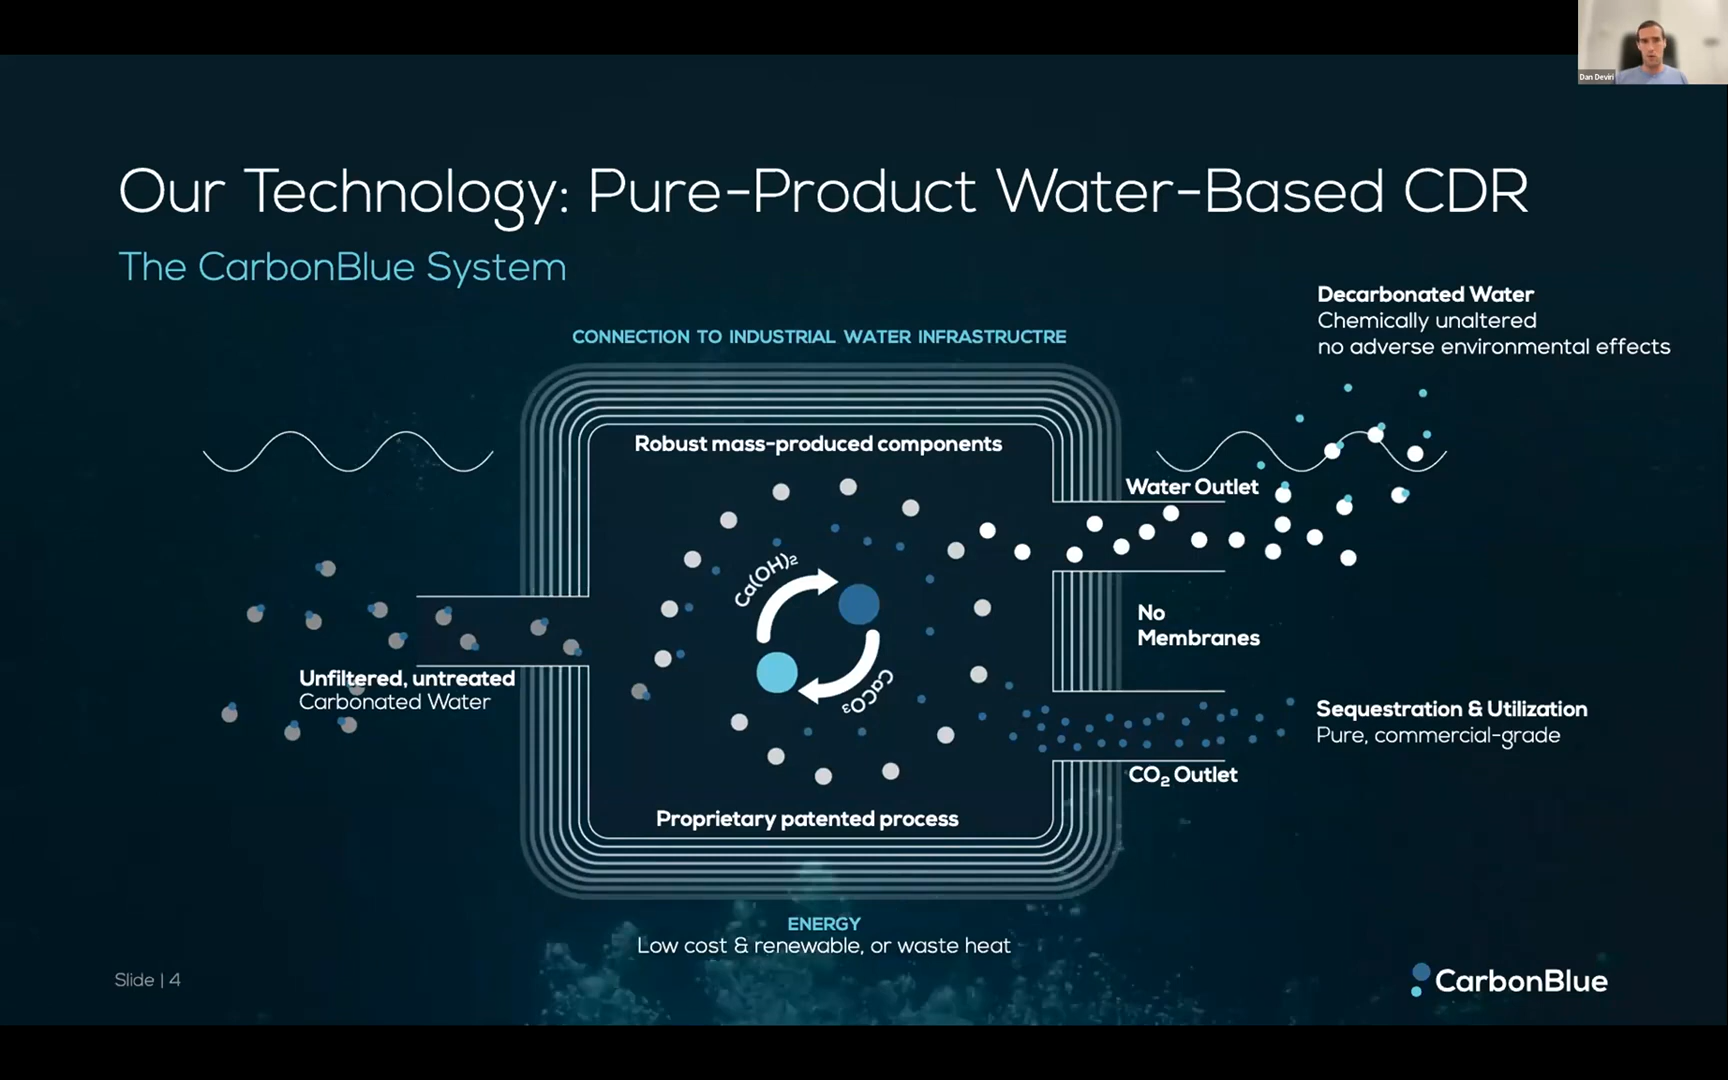 Dan Deviri
Our Technology: Pure-Product Water-Based CDR
The CarbonBlue System
Decarbonated Water
Chemically unaltered
no adverse environmental effects
CONNECTION TO INDUSTRIAL WATER INFRASTRUCTRE
Robust mass-produced components
Water Outlet
Ca(OH)₂
No
Membranes
Unfiltered, untreated
Carbonated Water
CaCO₃
Sequestration & Utilization
Pure, commercial-grade
CO₂ Outlet
Proprietary patented process
ENERGY
Low cost & renewable, or waste heat
Slide | 4
CarbonBlue